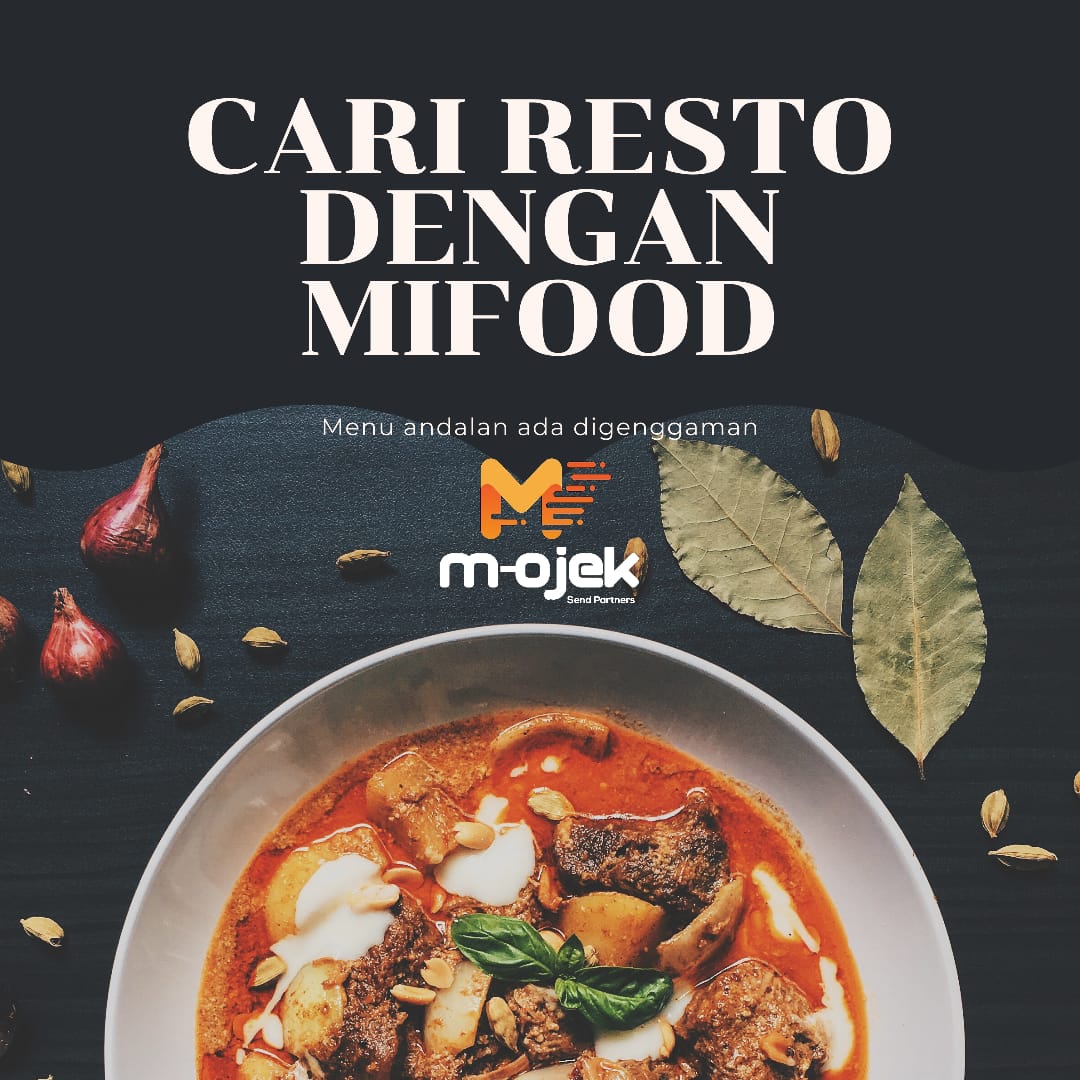 CARI RESTO
DENGAN
MIFOOD
Menu andalan ada digenggaman
m-ojek
Send Partners